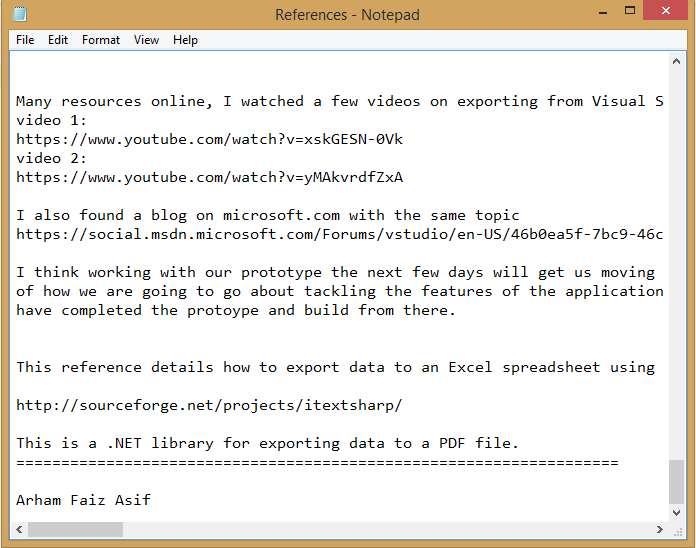 References - Notepad
File Edit Format View Help
Many resources online, I watched a few videos on exporting from Visual S
video 1:
https://www.youtube.com/watch?v=xskGESN-0Vk
video 2:
https://www.youtube.com/watch?v=yMAkvrdfZxA
I also found a blog on microsoft.com with the same topic
https://social.msdn.microsoft.com/Forums/vstudio/en-US/46b0ea5f-7bc9-46c
I think working with our prototype the next few days will get us moving
of how we are going to go about tackling the features of the application
have completed the protoype and build from there.
This reference details how to export data to an Excel spreadsheet using
http://sourceforge.net/projects/itextsharp/
This is a .NET library for exporting data to a PDF file.
===================================================================
Arham Faiz Asif